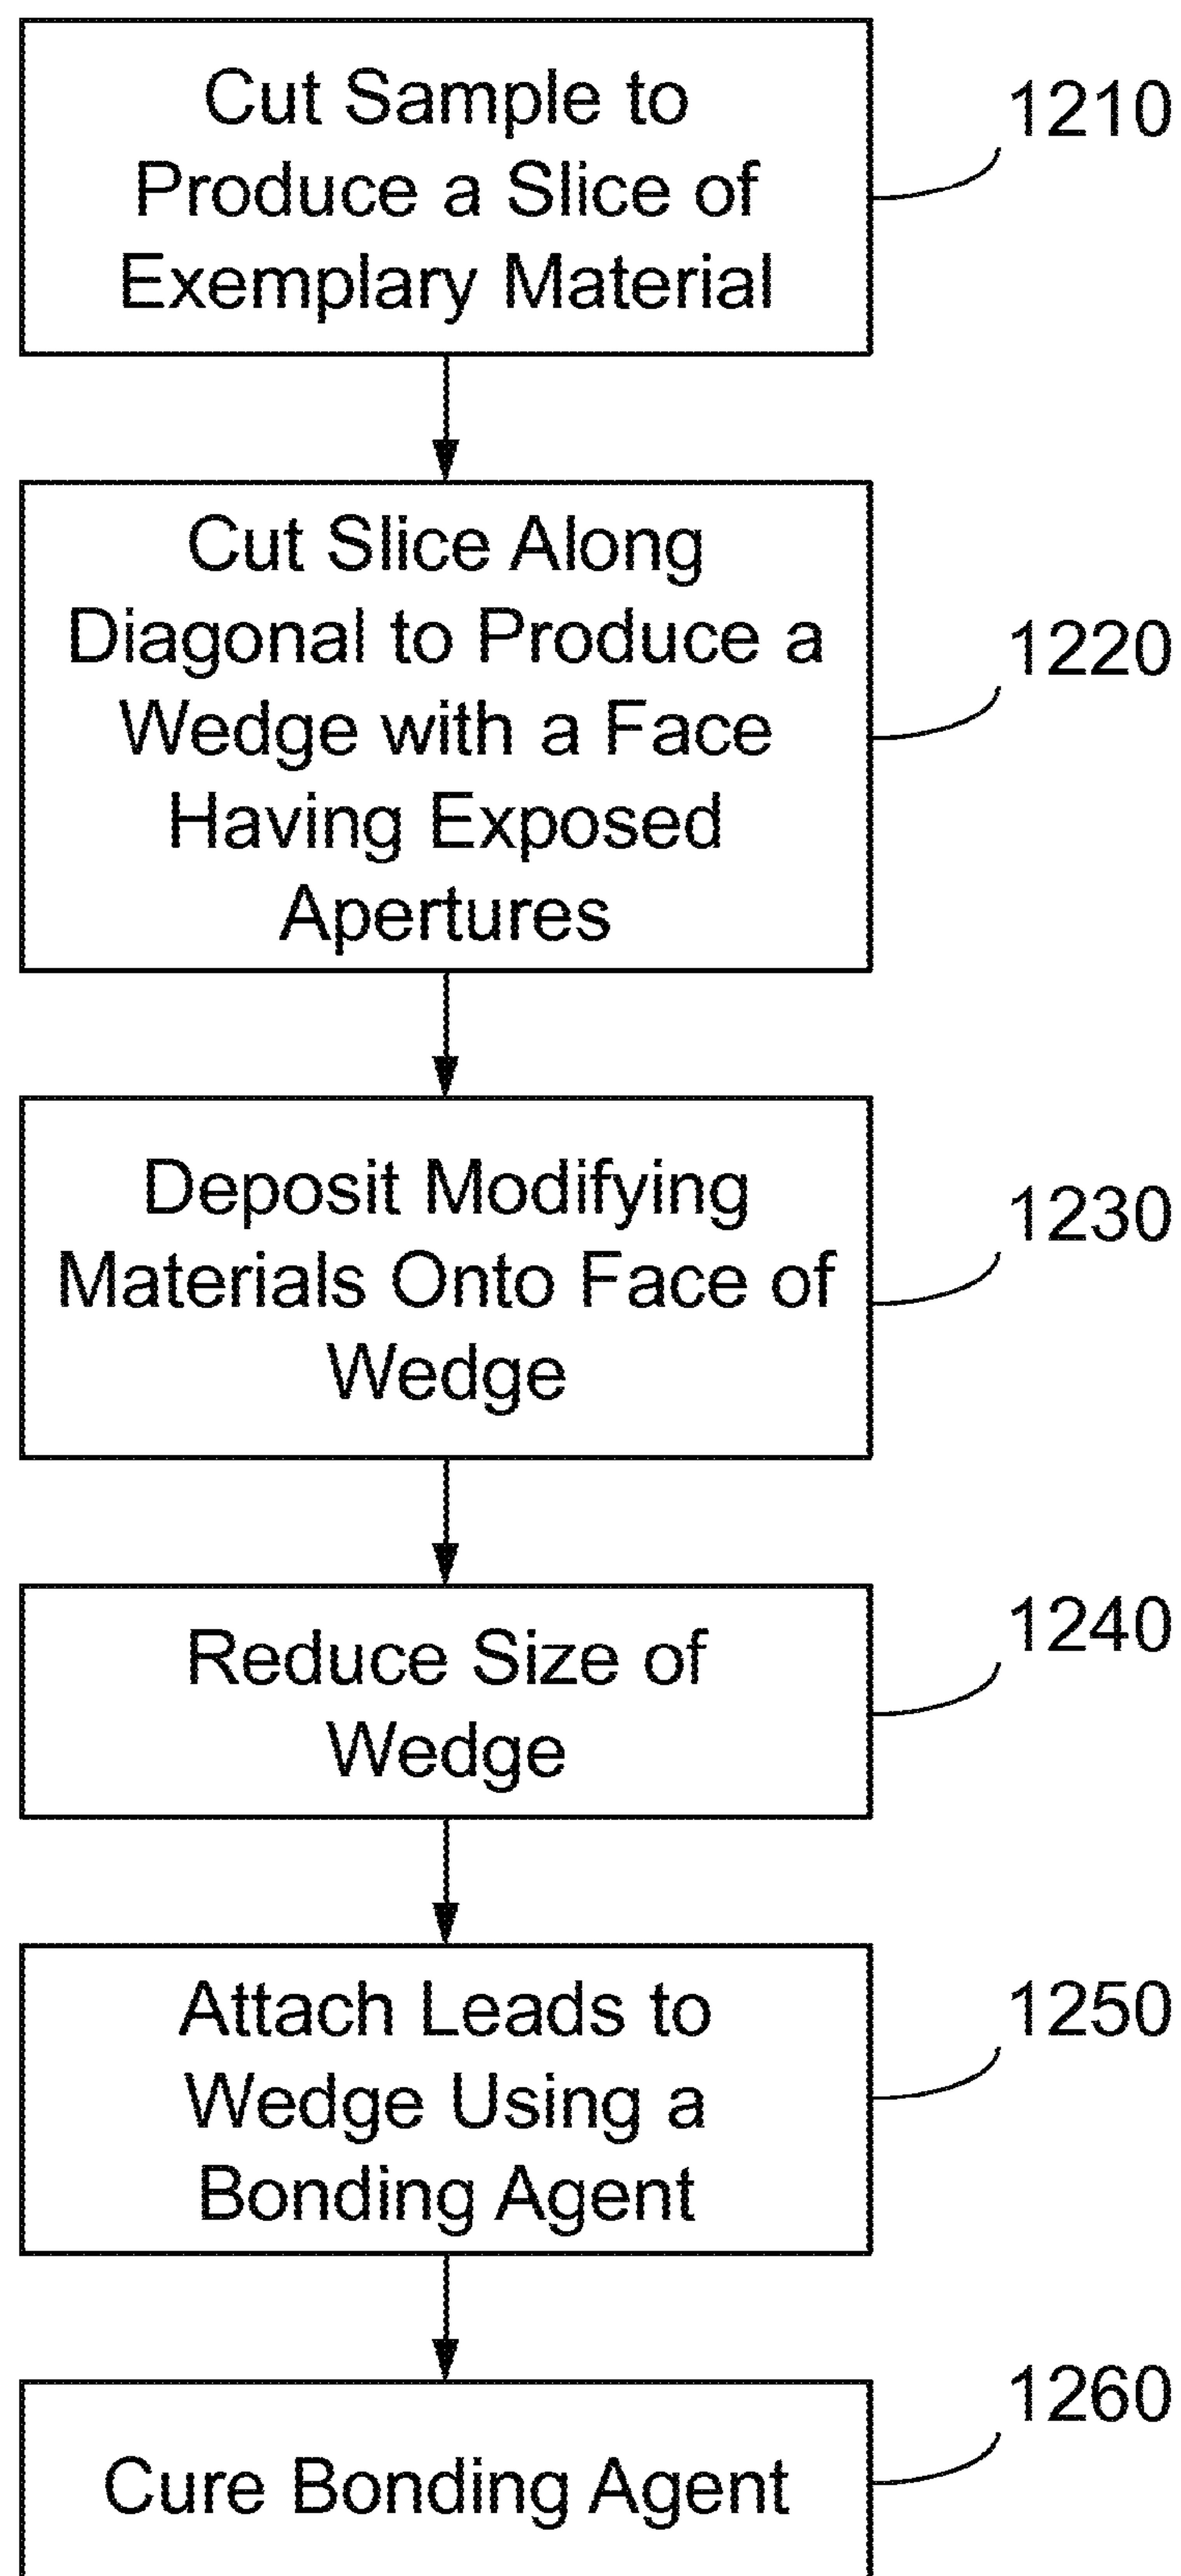 Cut Sample to
Produce a Slice of
Exemplary Material
1210
Cut Slice Along
Diagonal to Produce a
Wedge with a Face
Having Exposed
Apertures
1220
Deposit Modifying
Materials Onto Face of
Wedge
1230
Reduce Size of
Wedge
1240
Attach Leads to
Wedge Using a
Bonding Agent
1250
Cure Bonding Agent
1260